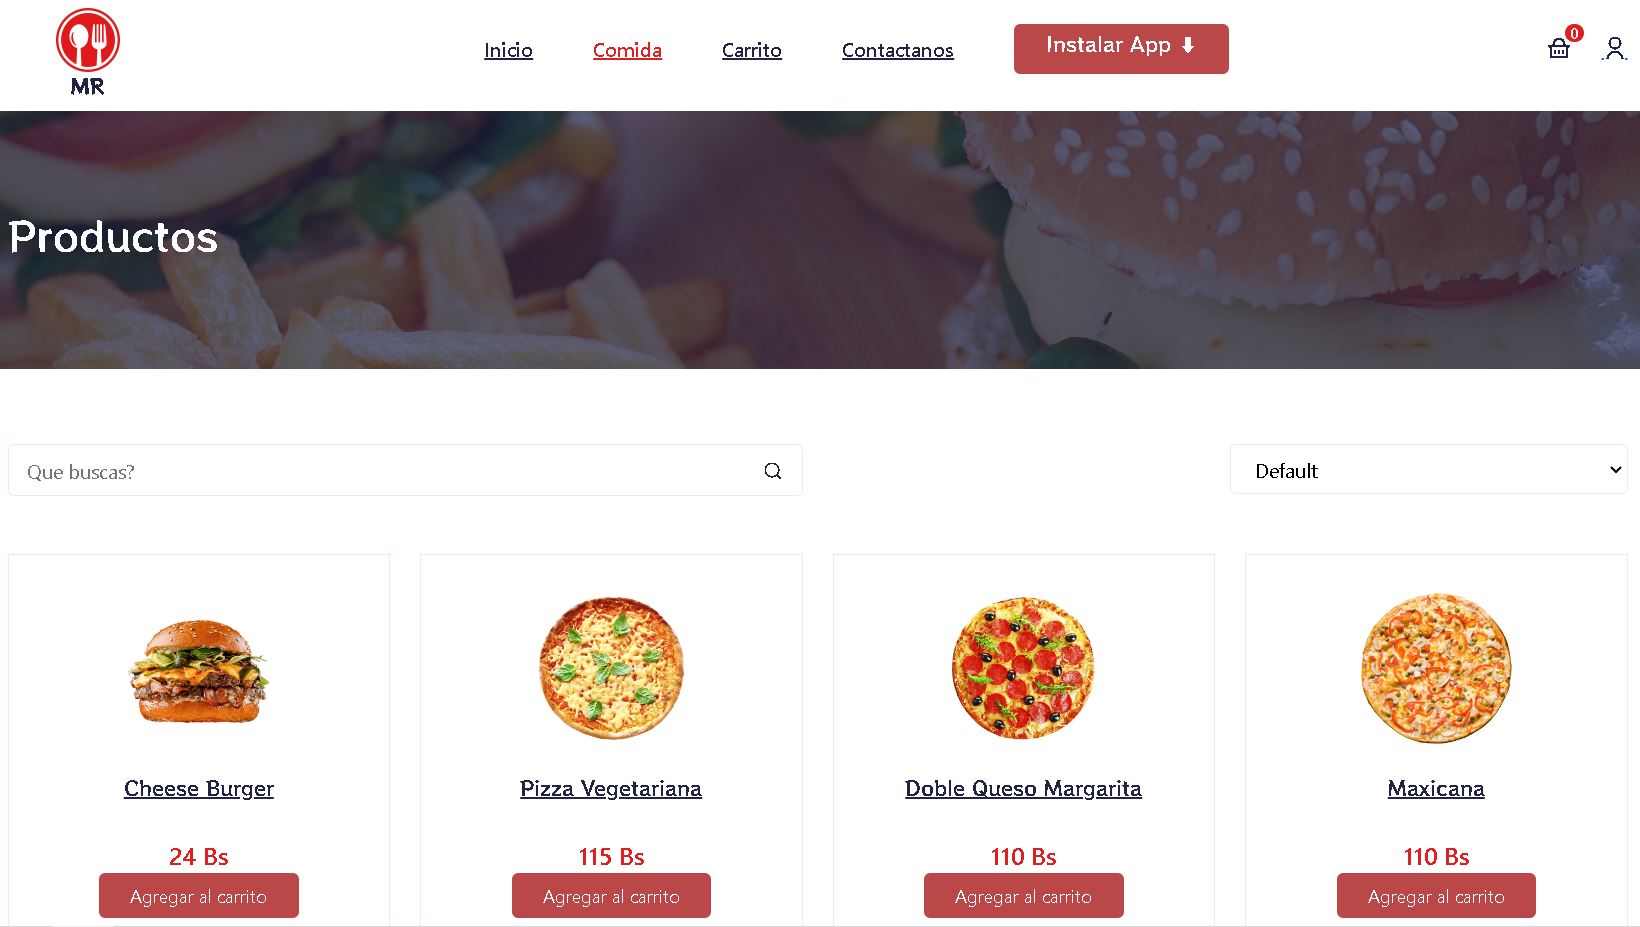 MR
Inicio
Comida
Carrito
Contactanos
Instalar App ⬇
0
Productos
Que buscas?
Default
Cheese Burger
24 Bs
Agregar al carrito
Pizza Vegetariana
115 Bs
Agregar al carrito
Doble Queso Margarita
110 Bs
Agregar al carrito
Maxicana
110 Bs
Agregar al carrito